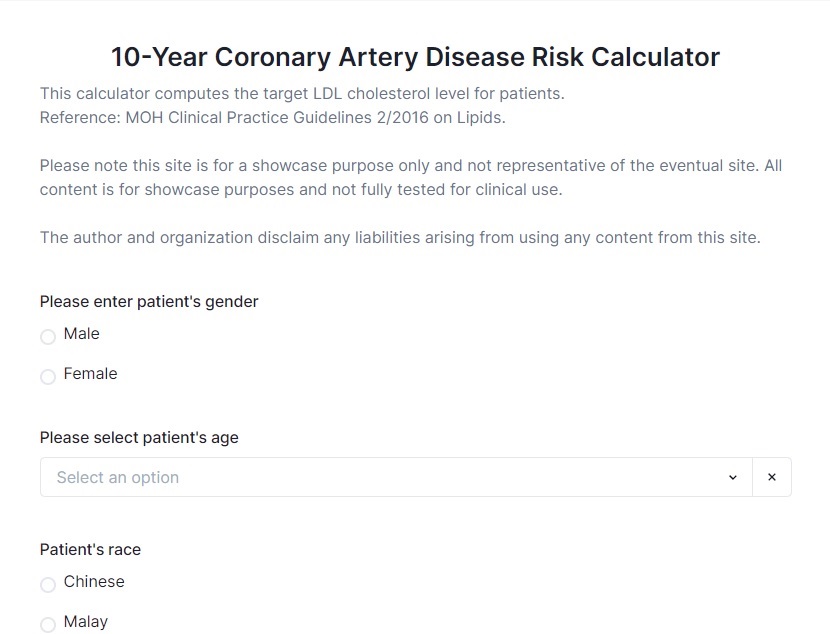 10-Year Coronary Artery Disease Risk Calculator
This calculator computes the target LDL cholesterol level for patients.
Reference: MOH Clinical Practice Guidelines 2/2016 on Lipids.
Please note this site is for a showcase purpose only and not representative of the eventual site. All
content is for showcase purposes and not fully tested for clinical use.
The author and organization disclaim any liabilities arising from using any content from this site.
Please enter patient's gender
Male
Female
Please select patient's age
Select an option
Patient's race
Chinese
Malay